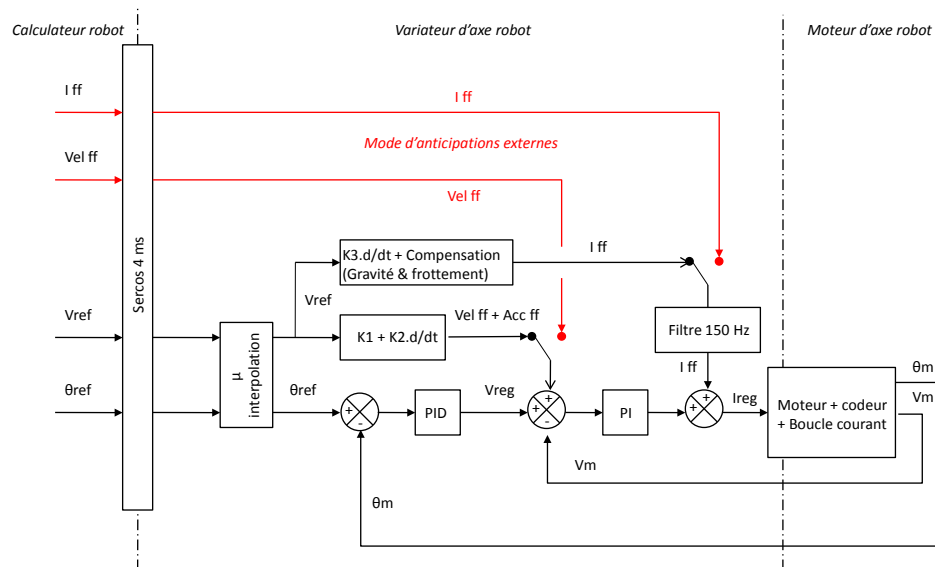 Calculateur robot
Variateur d'axe robot
Moteur d'axe robot
I ff
I ff
Mode d'anticipations externes
Vel ff
Vel ff
Sercos 4 ms
I ff
K3.d/dt + Compensation
(Gravité & frottement)
Vref
Vref
Vel ff + Acc ff
K1 + K2.d/dt
Filtre 150 Hz
μ
interpolation
I ff
θref
θref
Vreg
Ireg
θm
Vm
+
-
PID
+
+
-
PI
+
+
Moteur + codeur
+ Boucle courant
Vm
θm